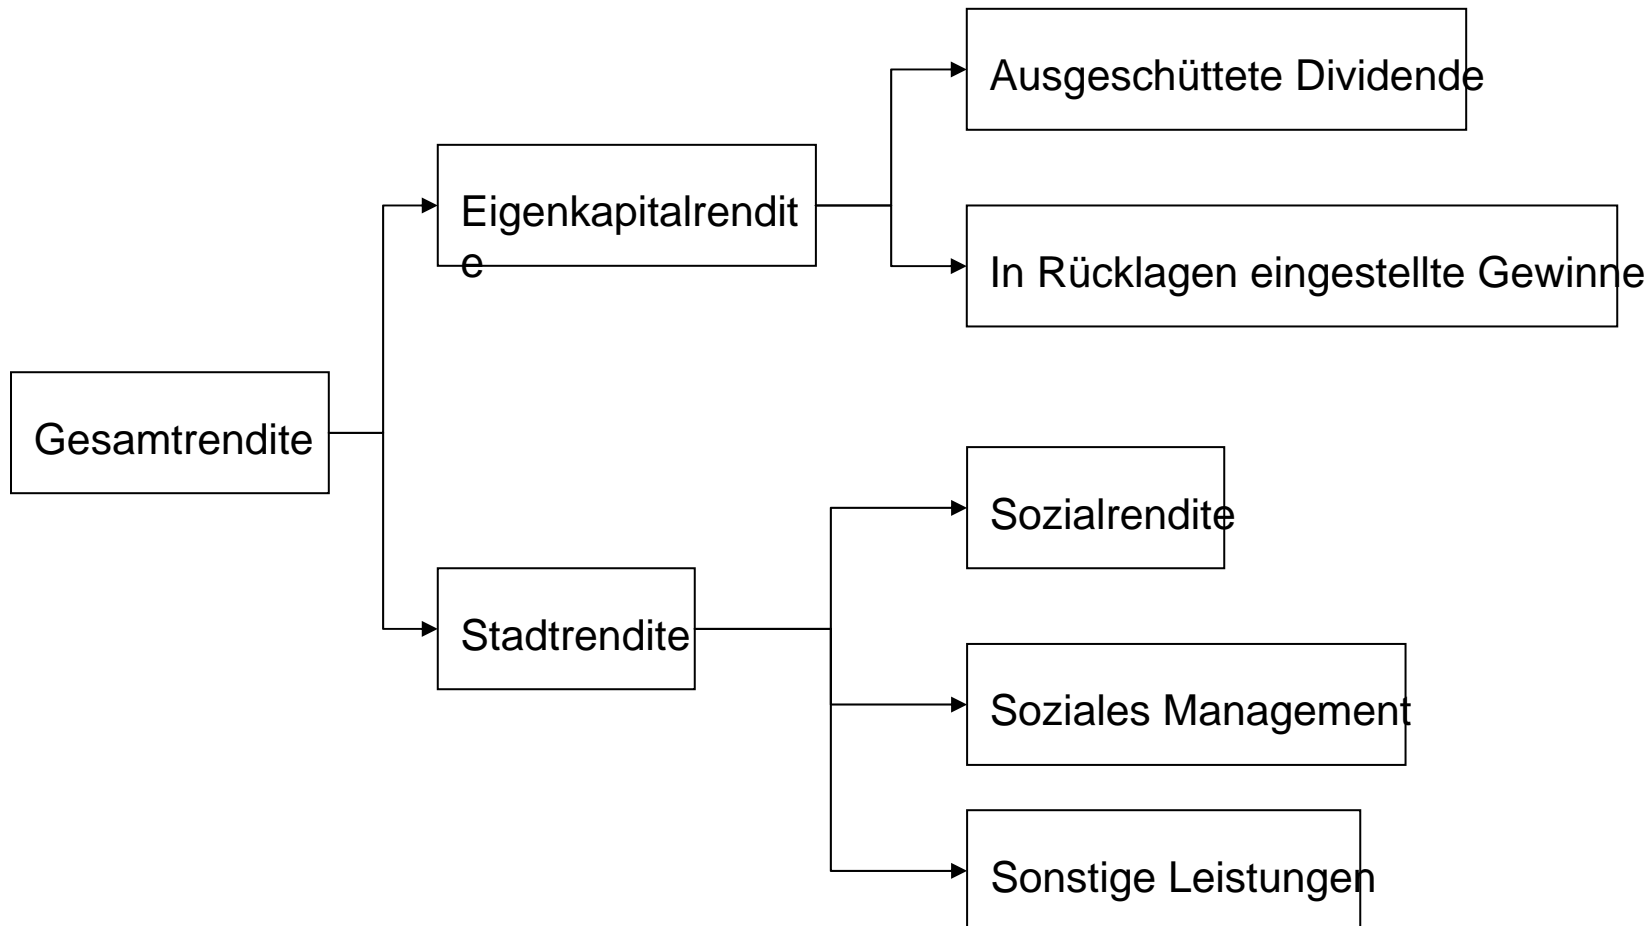 Ausgeschüttete Dividende
Eigenkapitalrendit
e
In Rücklagen eingestellte Gewinne
Gesamtrendite
Sozialrendite
Stadtrendite
Soziales Management
Sonstige Leistungen